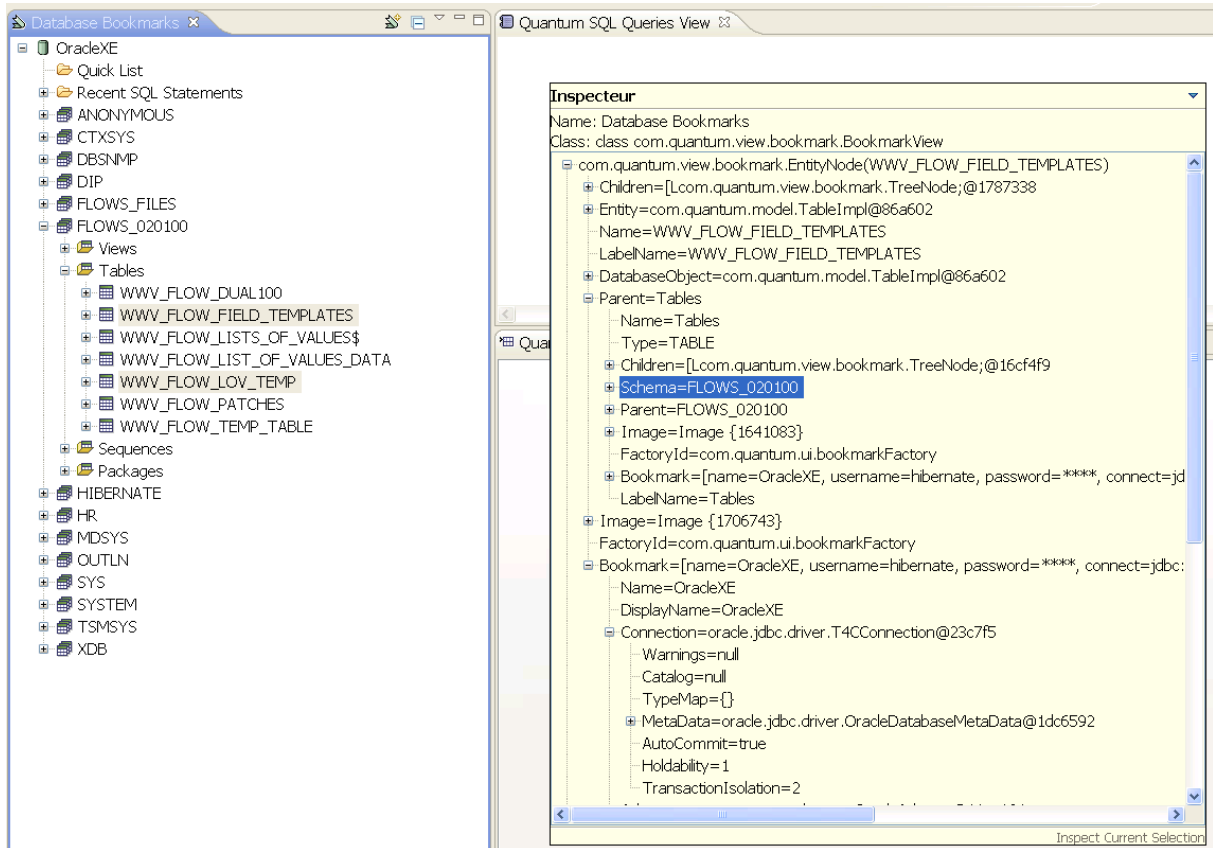 Database Bookmarks
OracleXE
Quick List
Recent SQL Statements
ANONYMOUS
CTXSYS
DBSNMP
DIP
FLOWS_FILES
FLOWS_020100
Views
Tables
WWV_FLOW_DUAL100
WWV_FLOW_FIELD_TEMPLATES
WWV_FLOW_LISTS_OF_VALUES$
WWV_FLOW_LIST_OF_VALUES_DATA
WWV_FLOW_LOV_TEMP
WWV_FLOW_PATCHES
WWV_FLOW_TEMP_TABLE
Sequences
Packages
HIBERNATE
HR
MDSYS
OUTLN
SYS
SYSTEM
TSMSYS
XDB
Quantum SQL Queries View
Quai
Inspecteur
Name: Database Bookmarks
Class: class com.quantum.view.bookmark.BookmarkView
com.quantum.view.bookmark.EntityNode(WWV_FLOW_FIELD_TEMPLATES)
Children=[Lcom.quantum.view.bookmark.TreeNode;@1787338
Entity=com.quantum.model.TableImpl@86a602
Name=WWV_FLOW_FIELD_TEMPLATES
LabelName=WWV_FLOW_FIELD_TEMPLATES
DatabaseObject=com.quantum.model.TableImpl@86a602
Parent=Tables
Name=Tables
Type=TABLE
Children=[Lcom.quantum.view.bookmark.TreeNode;@16cf4f9
Schema=FLOWS_020100
Parent=FLOWS_020100
Image=Image {1641083}
FactoryId=com.quantum.ui.bookmarkFactory
Bookmark=[name=OracleXE, username=hibernate, password=****, connect=jd
LabelName=Tables
Image=Image {1706743}
FactoryId=com.quantum.ui.bookmarkFactory
Bookmark=[name=OracleXE, username=hibernate, password=****, connect=jdbc:
Name=OracleXE
DisplayName=OracleXE
Connection=oracle.jdbc.driver.T4CConnection@23c7f5
Warnings=null
Catalog=null
TypeMap={}
MetaData=oracle.jdbc.driver.OracleDatabaseMetaData@1dc6592
AutoCommit=true
Holdability=1
TransactionIsolation=2
Inspect Current Selection